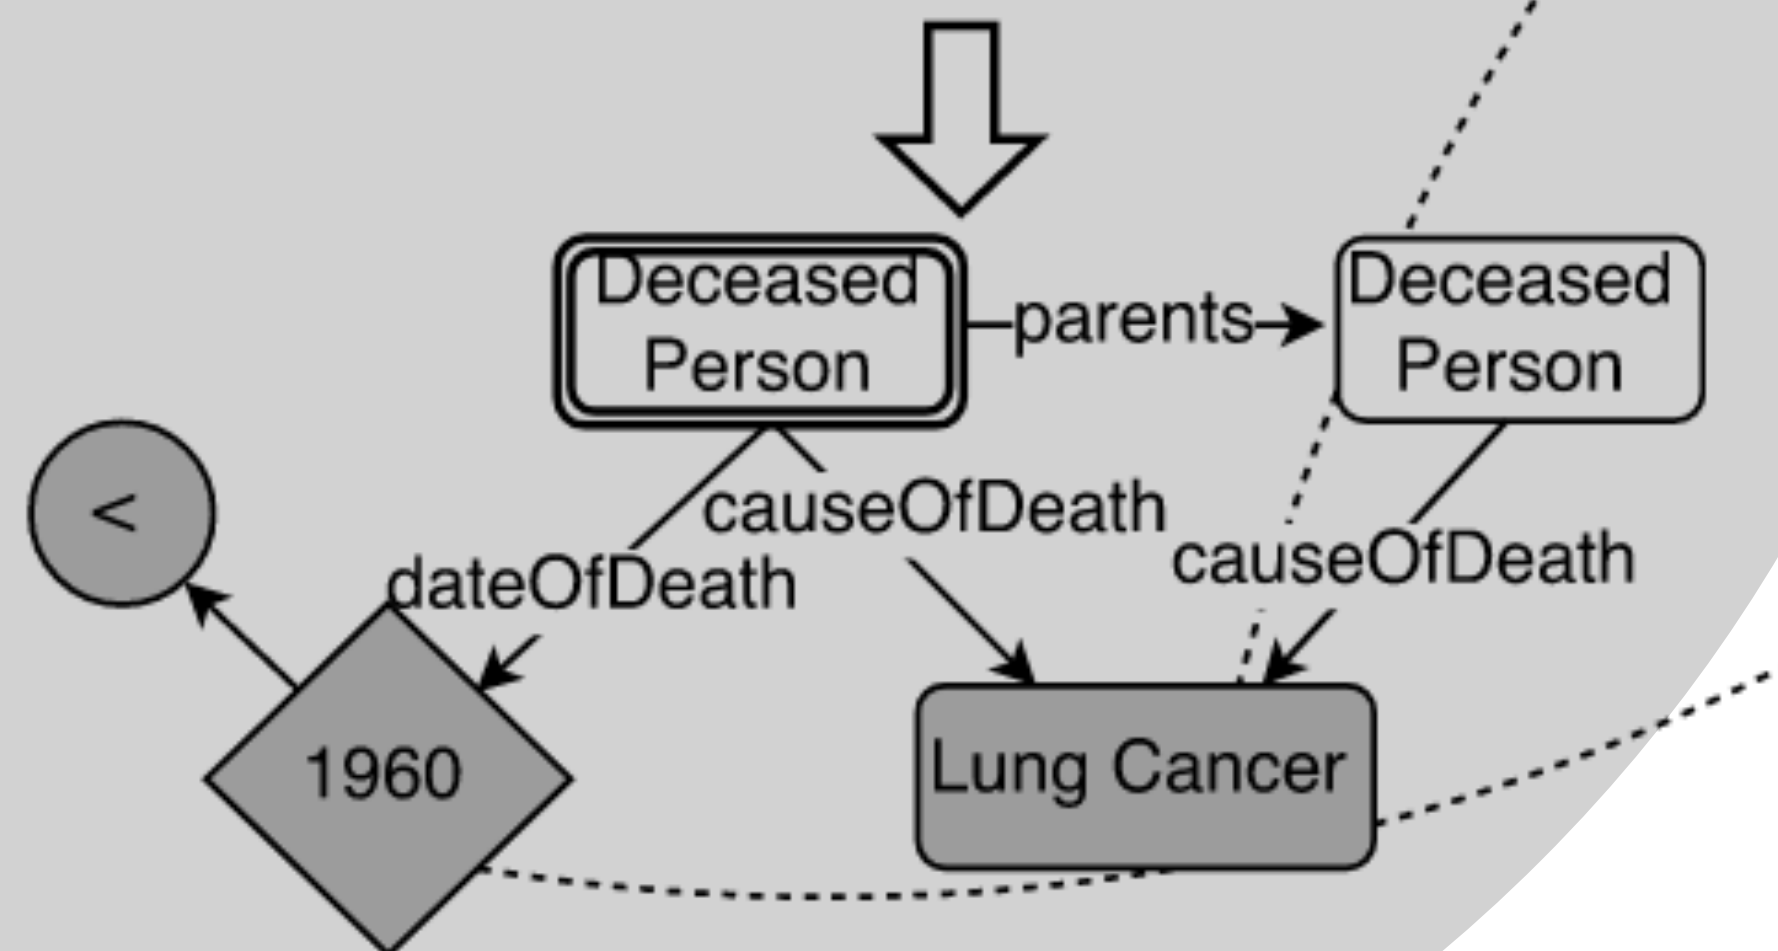 Deceased
Person
parents
Deceased
Person
<
causeOfDeath
causeOfDeath
dateOfDeath
1960
Lung Cancer